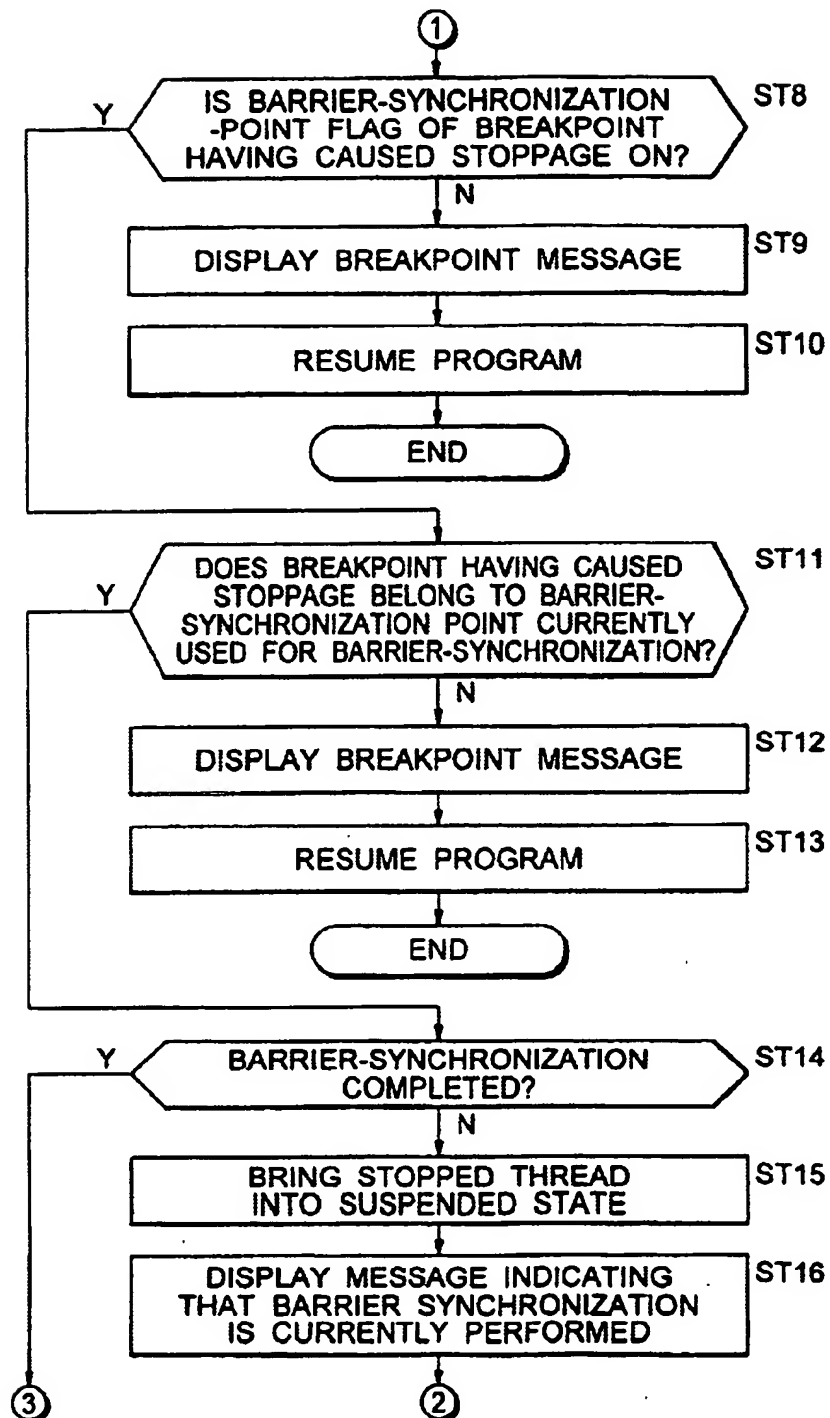 1
IS BARRIER-SYNCHRONIZATION
-POINT FLAG OF BREAKPOINT
HAVING CAUSED STOPPAGE ON?
ST8
Y
N
DISPLAY BREAKPOINT MESSAGE
ST9
RESUME PROGRAM
ST10
END
DOES BREAKPOINT HAVING CAUSED
STOPPAGE BELONG TO BARRIER-
SYNCHRONIZATION POINT CURRENTLY
USED FOR BARRIER-SYNCHRONIZATION?
ST11
Y
N
DISPLAY BREAKPOINT MESSAGE
ST12
RESUME PROGRAM
ST13
END
BARRIER-SYNCHRONIZATION
COMPLETED?
ST14
Y
N
BRING STOPPED THREAD
INTO SUSPENDED STATE
ST15
DISPLAY MESSAGE INDICATING
THAT BARRIER SYNCHRONIZATION
IS CURRENTLY PERFORMED
ST16
3
2